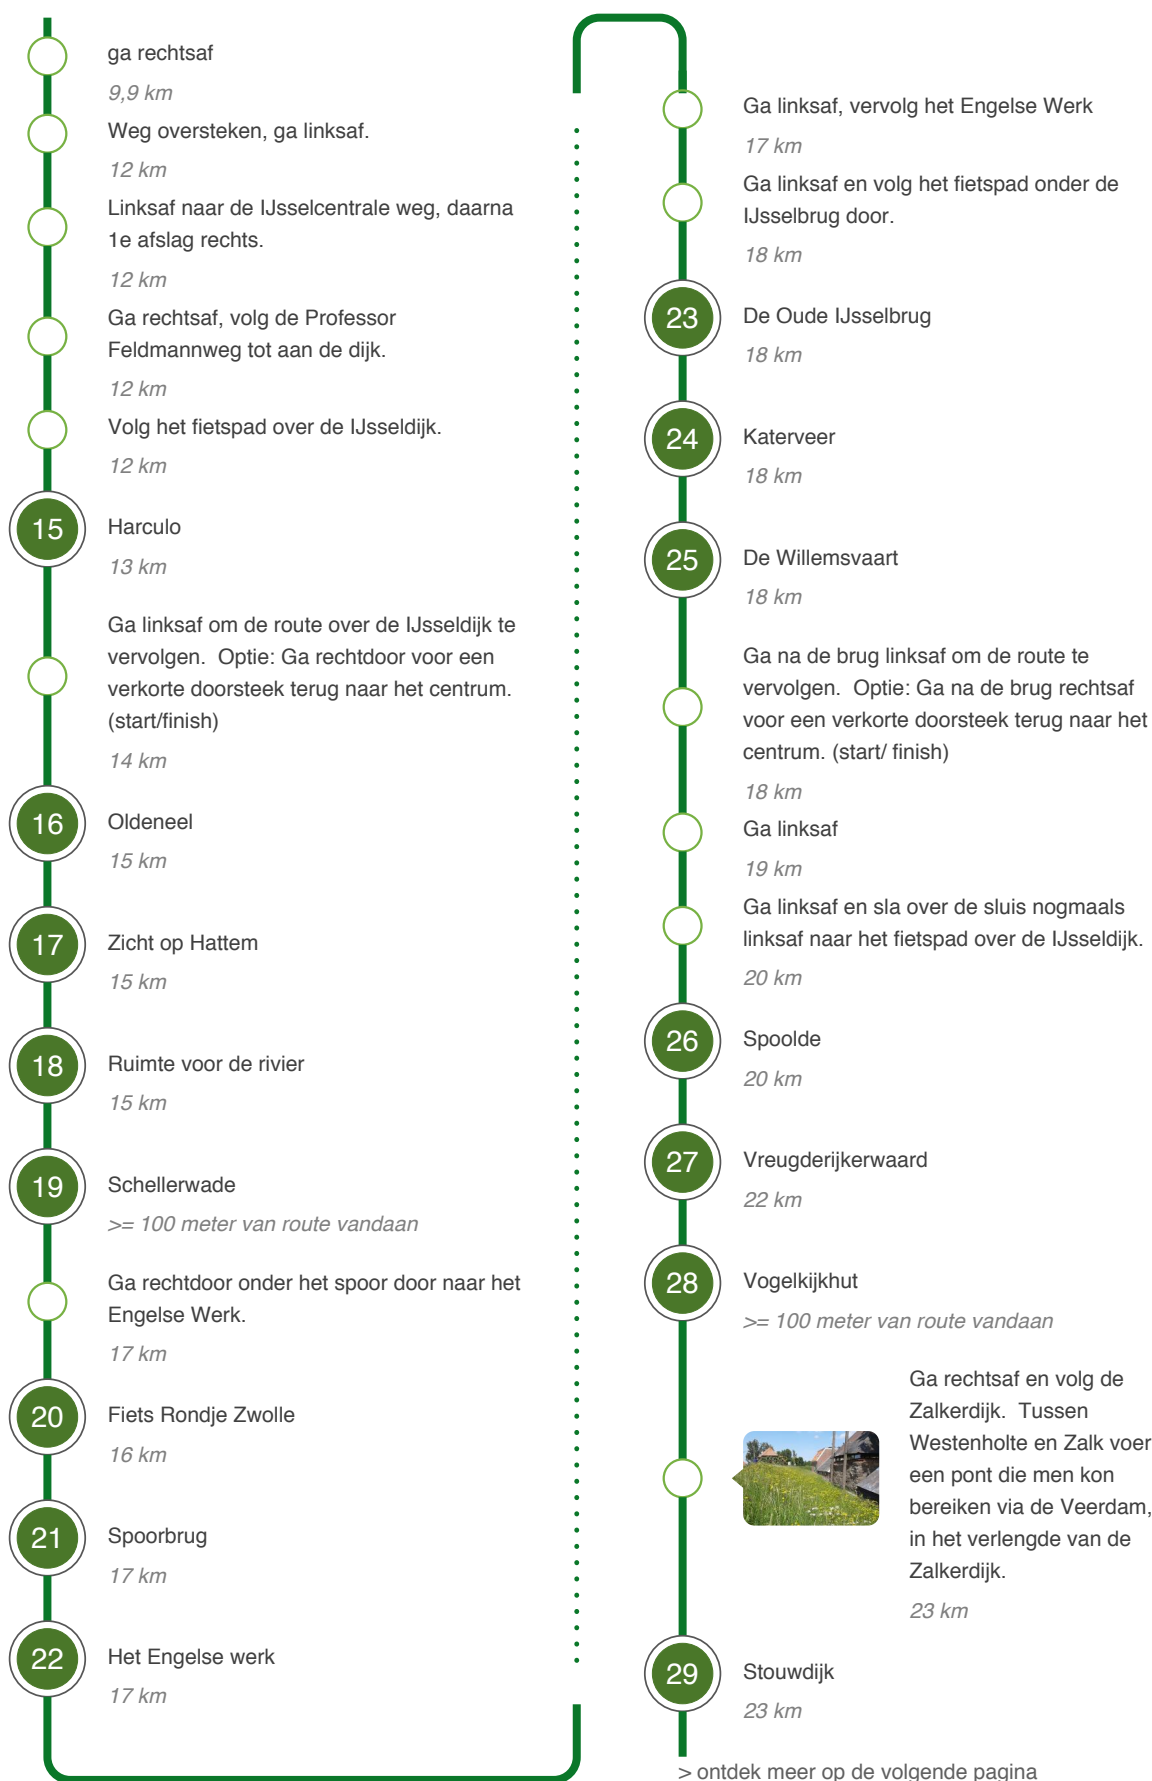 ga rechtsaf
9,9 km
Weg oversteken, ga linksaf.
12 km
Linksaf naar de IJsselcentrale weg, daarna
1e afslag rechts.
12 km
Ga rechtsaf, volg de Professor
Feldmannweg tot aan de dijk.
12 km
Volg het fietspad over de IJsseldijk.
12 km
15
Harculo
13 km
Ga linksaf om de route over de IJsseldijk te
vervolgen.  Optie: Ga rechtdoor voor een
verkorte doorsteek terug naar het centrum.
(start/finish)
14 km
16
Oldeneel
15 km
17
Zicht op Hattem
15 km
18
Ruimte voor de rivier
15 km
19
Schellerwade
>= 100 meter van route vandaan
Ga rechtdoor onder het spoor door naar het
Engelse Werk.
17 km
20
Fiets Rondje Zwolle
16 km
21
Spoorbrug
17 km
22
Het Engelse werk
17 km
Ga linksaf, vervolg het Engelse Werk
17 km
Ga linksaf en volg het fietspad onder de
IJsselbrug door.
18 km
23
De Oude IJsselbrug
18 km
24
Katerveer
18 km
25
De Willemsvaart
18 km
Ga na de brug linksaf om de route te
vervolgen.  Optie: Ga na de brug rechtsaf
voor een verkorte doorsteek terug naar het
centrum. (start/ finish)
18 km
Ga linksaf
19 km
Ga linksaf en sla over de sluis nogmaals
linksaf naar het fietspad over de IJsseldijk.
20 km
26
Spoolde
20 km
27
Vreugderijkerwaard
22 km
28
Vogelkijkhut
>= 100 meter van route vandaan
Ga rechtsaf en volg de
Zalkerdijk.  Tussen
Westenholte en Zalk voer
een pont die men kon
bereiken via de Veerdam,
in het verlengde van de
Zalkerdijk.
23 km
29
Stouwdijk
23 km
> ontdek meer op de volgende pagina